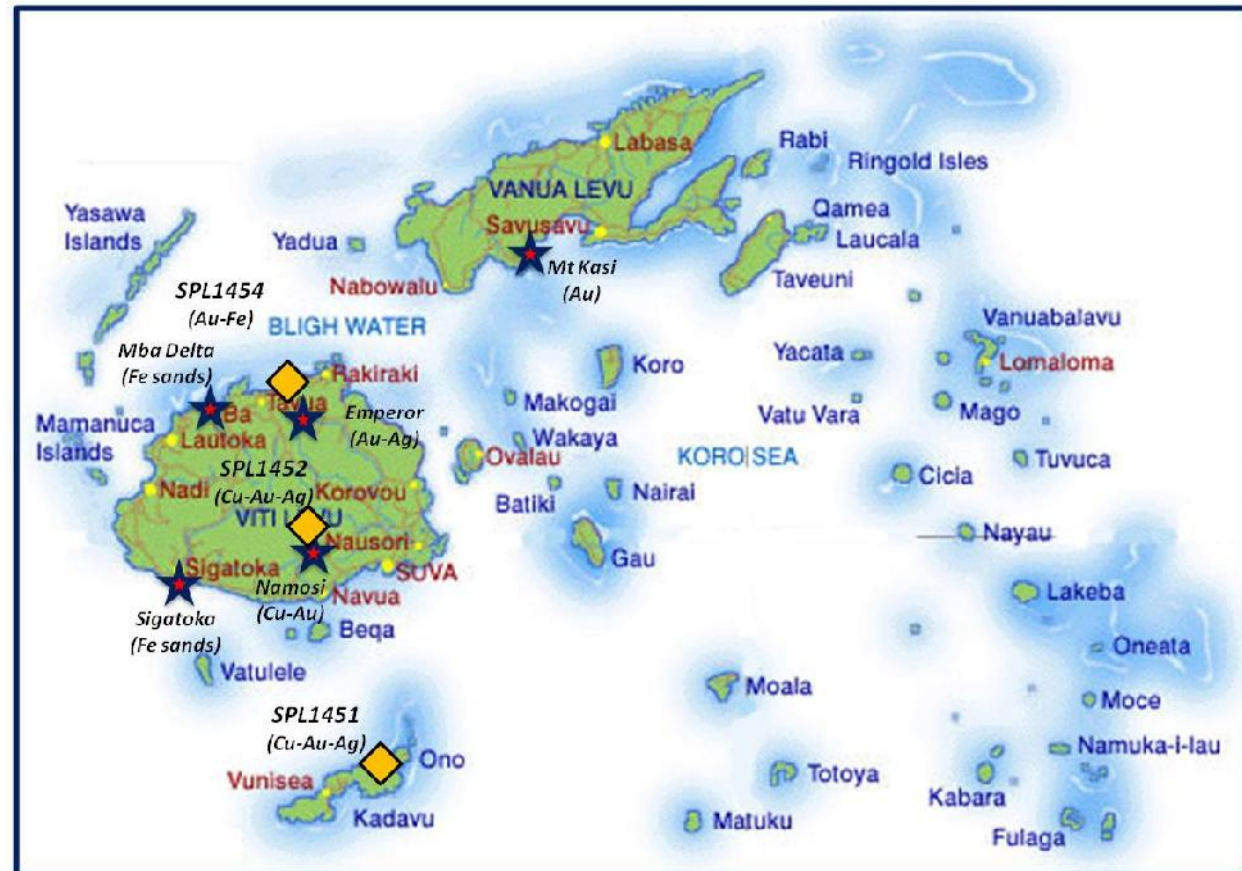 Labasa
Rabi
Ringold Isles
VANUA LEVU
Yasawa
Islands
Qamea
Savusavu
Laucala
Yadua
Mt Kasi
(Au)
Taveuni
Nabowalu
SPL1454
(Au-Fe)
BLIGH WATER
Vanuabalavu
Mba Delta
(Fe sands)
Rakiraki
Koro
Yacata
Lomaloma
Tavua
Ba
Makogai
Vatu Vara
Mago
Emperor
(Au-Ag)
Mamanuca
Islands
Lautoka
Wakaya
SPL1452
(Cu-Au-Ag)
Ovalau
KORO SEA
Cicia
Tuvuca
Nadi
Korovou
Batiki
Nairai
VITI LEVU
Nausori
Nayau
Gau
Sigatoka
SUVA
Namosi
(Cu-Au)
Navua
Lakeba
Sigatoka
(Fe sands)
Beqa
Oneata
Vatulele
Moala
Moce
SPL1451
(Cu-Au-Ag)
Ono
Namuka-i-lau
Vunisea
Totoya
Kabara
Kadavu
Matuku
Fulaga